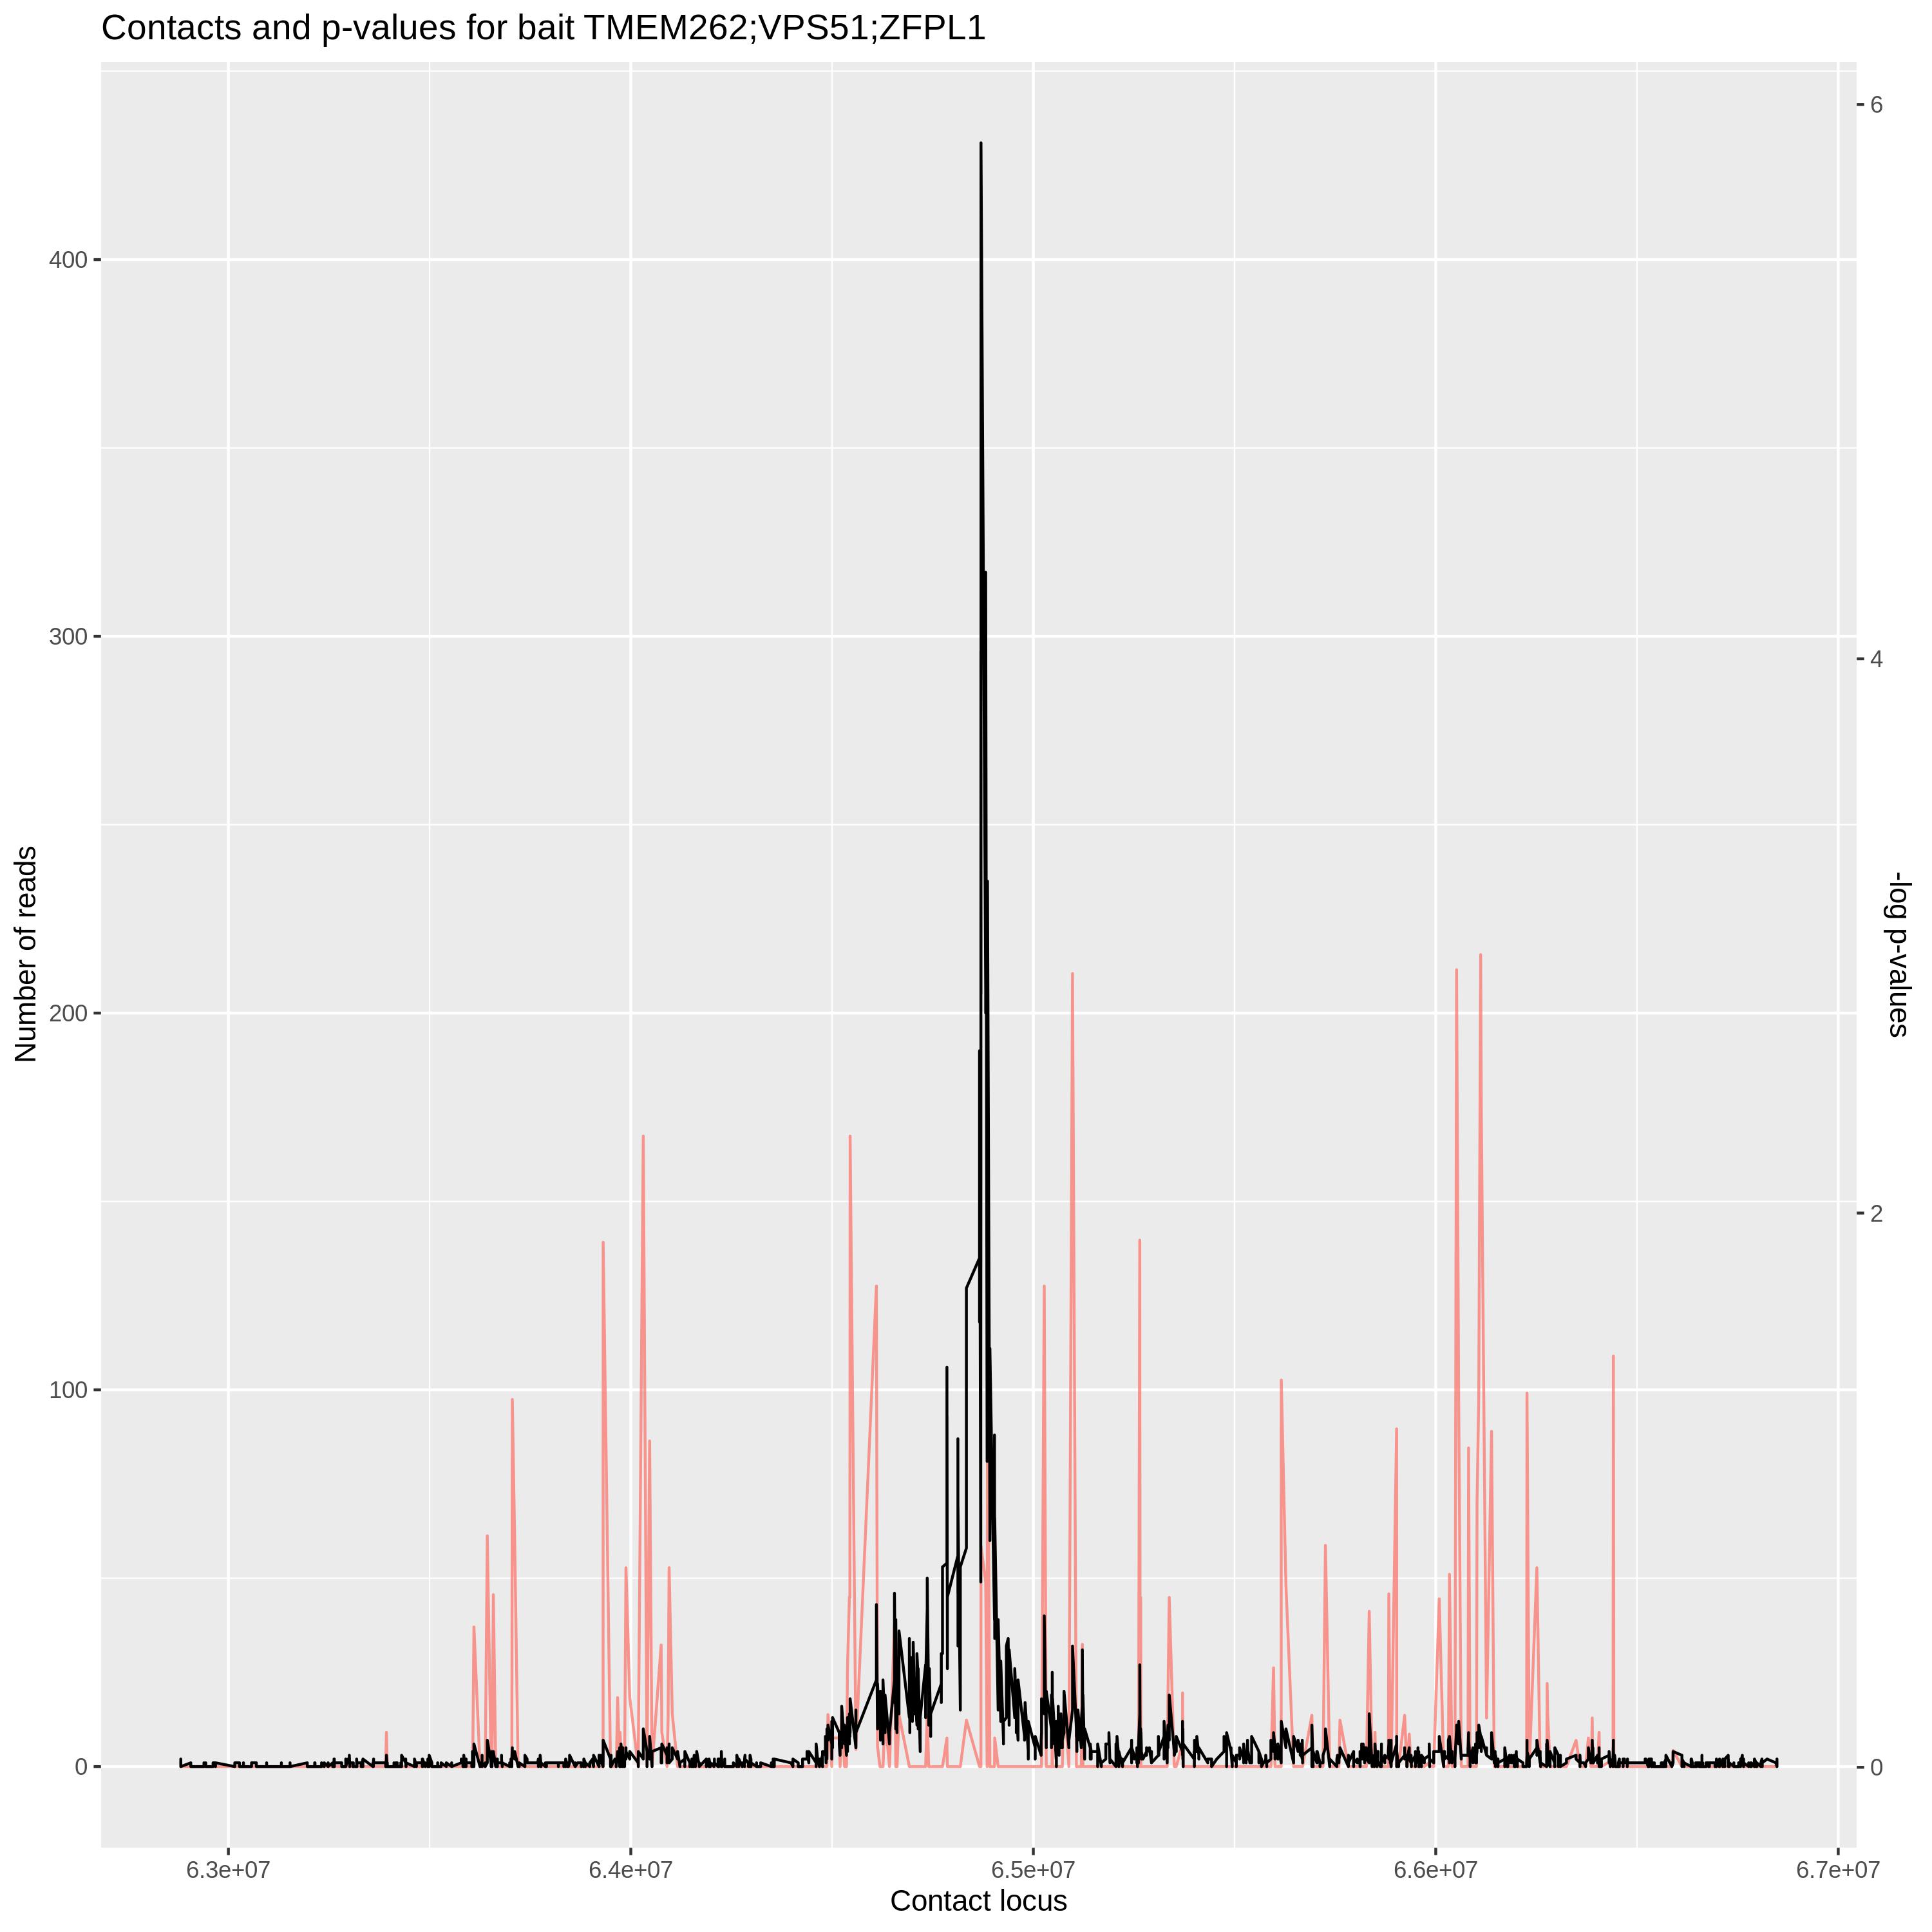 Contacts and p-values for bait TMEM262;VPS51;ZFPL1
6
400
4
300
Number of reads
-log p-values
200
2
100
0
0
6.3e+07 6.4e+07 6.5e+07 6.6e+07 6.7e+07
Contact locus